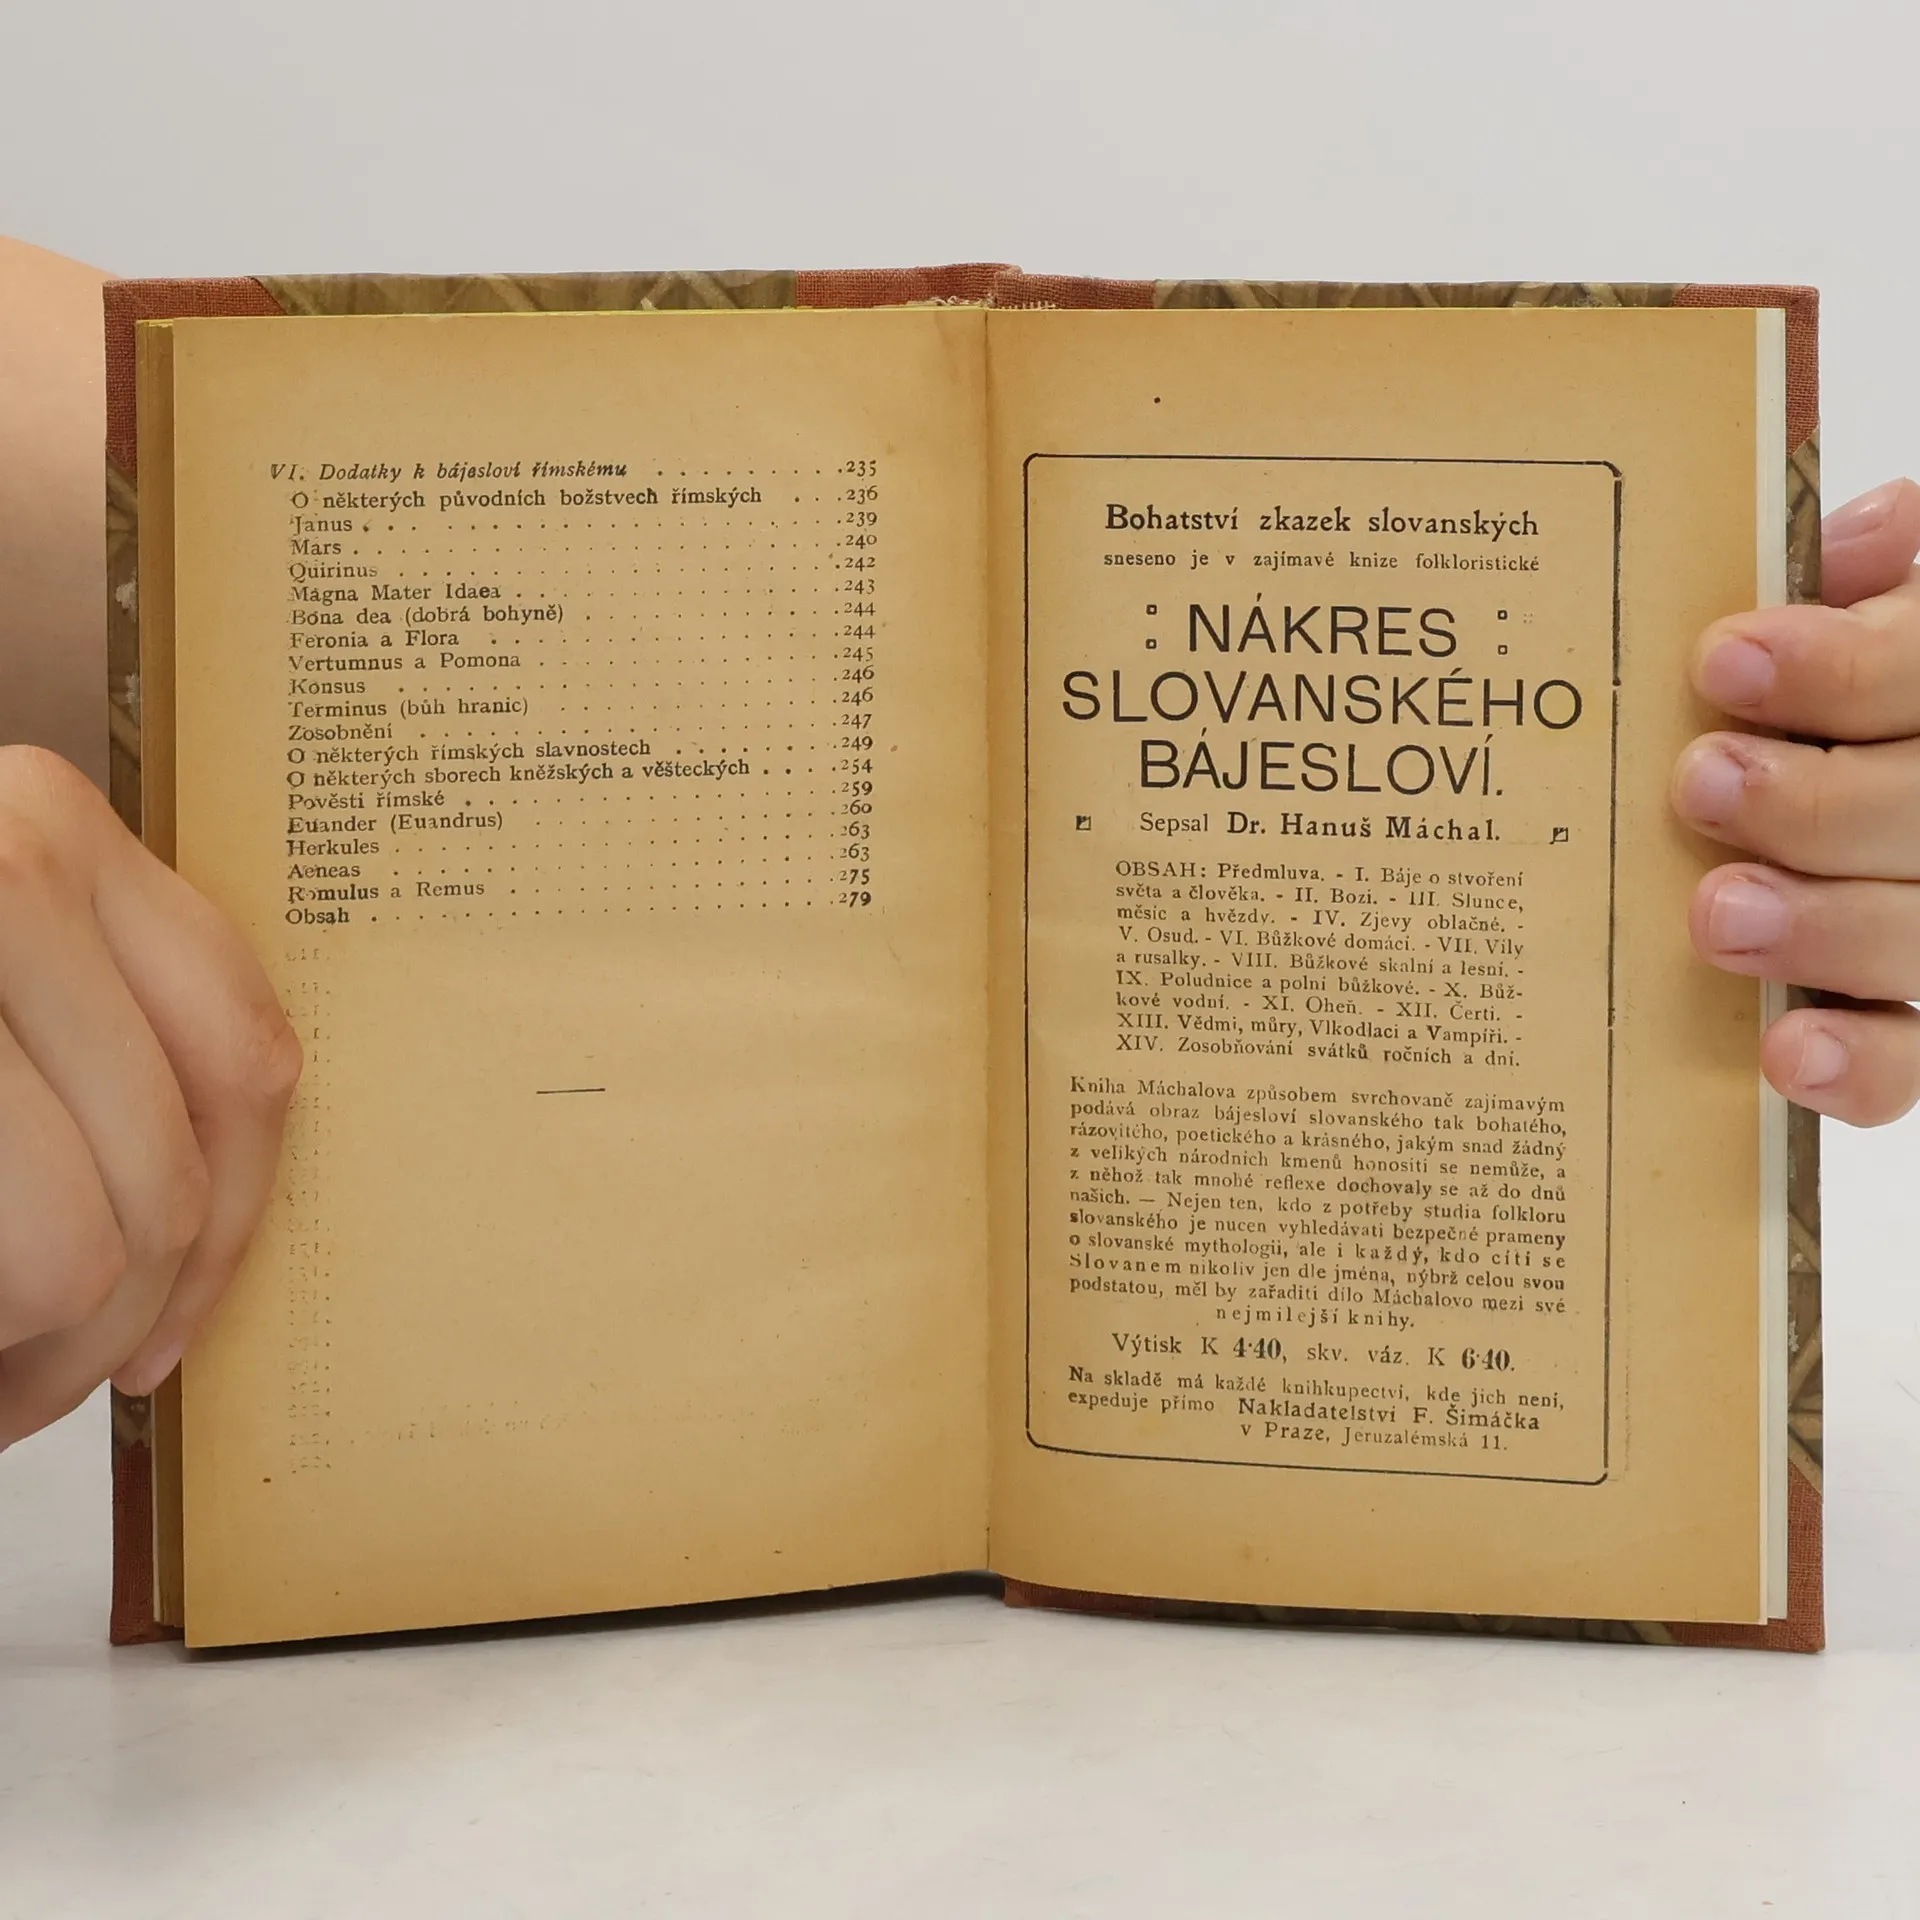 VI. Dodatky k bájesloví římskému . . . . . . . . . 235
O některých původních božstvech římských . . . 236
Janus . . . . . . . . . . . . . . . . . . . 239
Mars . . . . . . . . . . . . . . . . . . . 240
Quirinus . . . . . . . . . . . . . . . . . . 242
Magna Mater Idaea . . . . . . . . . . . . . . 243
Bona dea (dobrá bohyně) . . . . . . . . . . . 244
Feronia a Flora . . . . . . . . . . . . . . . 244
Vertumnus a Pomona . . . . . . . . . . . . . 245
Konsus . . . . . . . . . . . . . . . . . . . 246
Terminus (bůh hranic) . . . . . . . . . . . . 246
Zosobnění . . . . . . . . . . . . . . . . . . 247
O některých římských slavnostech . . . . . . . 249
O některých sborech kněžských a věšteckých . . . . 254
Pověsti římské . . . . . . . . . . . . . . . . 259
Euander (Euandrus) . . . . . . . . . . . . . 260
Herkules . . . . . . . . . . . . . . . . . . 263
Aeneas . . . . . . . . . . . . . . . . . . . 263
Romulus a Remus . . . . . . . . . . . . . . 275
Obsah . . . . . . . . . . . . . . . . . . . 279
Bohatství zkazek slovanských
sneseno je v zajímavé knize folkloristické
NÁKRES
SLOVANSKÉHO
BÁJESLOVÍ.
Sepsal Dr. Hanuš Máchal.
OBSAH: Předmluva. - I. Báje o stvoření
světa a člověka. - II. Bozi. - III. Slunce,
měsíc a hvězdy. - IV. Zjevy oblačné. -
V. Osud. - VI. Bůžkové domácí. - VII. Víly
a rusalky. - VIII. Bůžkové skalní a lesní. -
IX. Poludnice a polní bůžkové. - X. Bůž-
kové vodní. - XI. Oheň. - XII. Čerti. -
XIII. Vědmi, můry, Vlkodlaci a Vampíři. -
XIV. Zosobňování svátků ročních a dní.
Kniha Máchalova způsobem svrchovaně zajímavým
podává obraz bájesloví slovanského tak bohatého,
rázovitého, poetického a krásného, jakým snad žádný
z velikých národních kmenů honositi se nemůže, a
z něhož tak mnohé reflexe dochovaly se až do dnů
našich. — Nejen ten, kdo z potřeby studia folkloru
slovanského je nucen vyhledávati bezpečné prameny
o slovanské mythologii, ale i každý, kdo cítí se
Slovanem nikoliv jen dle jména, nýbrž celou svou
podstatou, měl by zařaditi dílo Máchalovo mezi své
nejmilejší knihy.
Výtisk K 4·40, skv. váz. K 6·40.
Na skladě má každé knihkupectví, kde jich není,
expeduje přímo Nakladatelství F. Šimáčka
v Praze, Jeruzalémská 11.